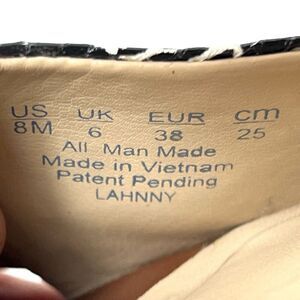 US UK EUR cm
8M 6 38 25
All Man Made
Made in Vietnam
Patent Pending
LAHNNY